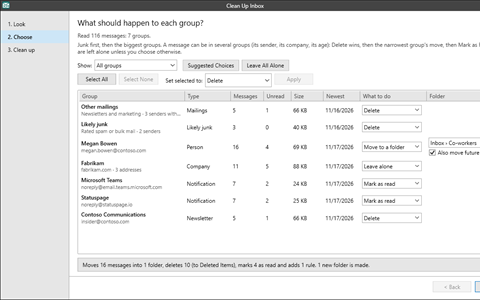 Clean Up Inbox
1. Look
2. Choose
3. Clean up
What should happen to each group?
Read 116 messages: 7 groups.
Junk first, then the biggest groups. A message can be in several groups (its sender, its company, its age): Delete wins, then the narrowest group's move, then Mark as
are left alone unless you choose otherwise.
Show: All groups Suggested Choices Leave All Alone
Select All Select None Set selected to: Delete Apply
Group Type Messages Unread Size Newest What to do Folder
Other mailings Mailings 5 1 66 KB 11/16/2026 Delete
Newsletters and marketing - 3 senders with...
Likely junk Likely junk 3 0 40 KB 11/16/2026 Delete
Rated spam or bulk mail - 2 senders
Megan Bowen Person 16 4 69 KB 11/17/2026 Move to a folder Inbox › Co-workers
megan.bowen@contoso.com Also move future
Fabrikam Company 11 5 88 KB 11/17/2026 Leave alone
fabrikam.com - 3 addresses
Microsoft Teams Notification 7 2 24 KB 11/17/2026 Mark as read
noreply@email.teams.microsoft.com
Statuspage Notification 7 2 25 KB 11/17/2026 Mark as read
noreply@statuspage.io
Contoso Communications Newsletter 5 1 66 KB 11/17/2026 Delete
insider@contoso.com
Moves 16 messages into 1 folder, deletes 10 (to Deleted Items), marks 4 as read and adds 1 rule. 1 new folder is made.
< Back